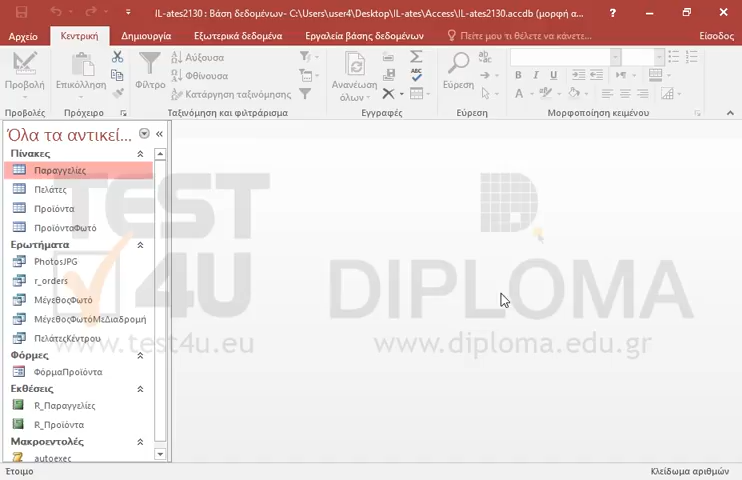 IL-ates2130 : Βάση δεδομένων- C:\Users\user4\Desktop\IL-ates\Access\IL-ates2130.accdb (μορφή α...
Αρχείο Κεντρική Δημιουργία Εξωτερικά δεδομένα Εργαλεία βάσης δεδομένων Πείτε μου τι θέλετε να κάνετε... Είσοδος
Προβολή
Επικόλληση
Φίλτρο
Αύξουσα
Φθίνουσα
Κατάργηση ταξινόμησης
Ανανέωση όλων
Εύρεση
Προβολές Πρόχειρο Ταξινόμηση και φιλτράρισμα Εγγραφές Εύρεση Μορφοποίηση κειμένου
Όλα τα αντικεί...
Πίνακες
Παραγγελίες
Πελάτες
Προϊόντα
ΠροϊόνταΦωτό
Ερωτήματα
PhotosJPG
r_orders
ΜέγεθοςΦωτό
ΜέγεθοςΦωτόΜεΔιαδρομή
ΠελάτεςΚέντρου
Φόρμες
ΦόρμαΠροϊόντα
Εκθέσεις
R_Παραγγελίες
R_Προϊόντα
Μακροεντολές
autoexec
TEST
4U
www.test4u.eu
D
DIPLOMA
www.diploma.edu.gr
Έτοιμο Κλείδωμα αριθμών